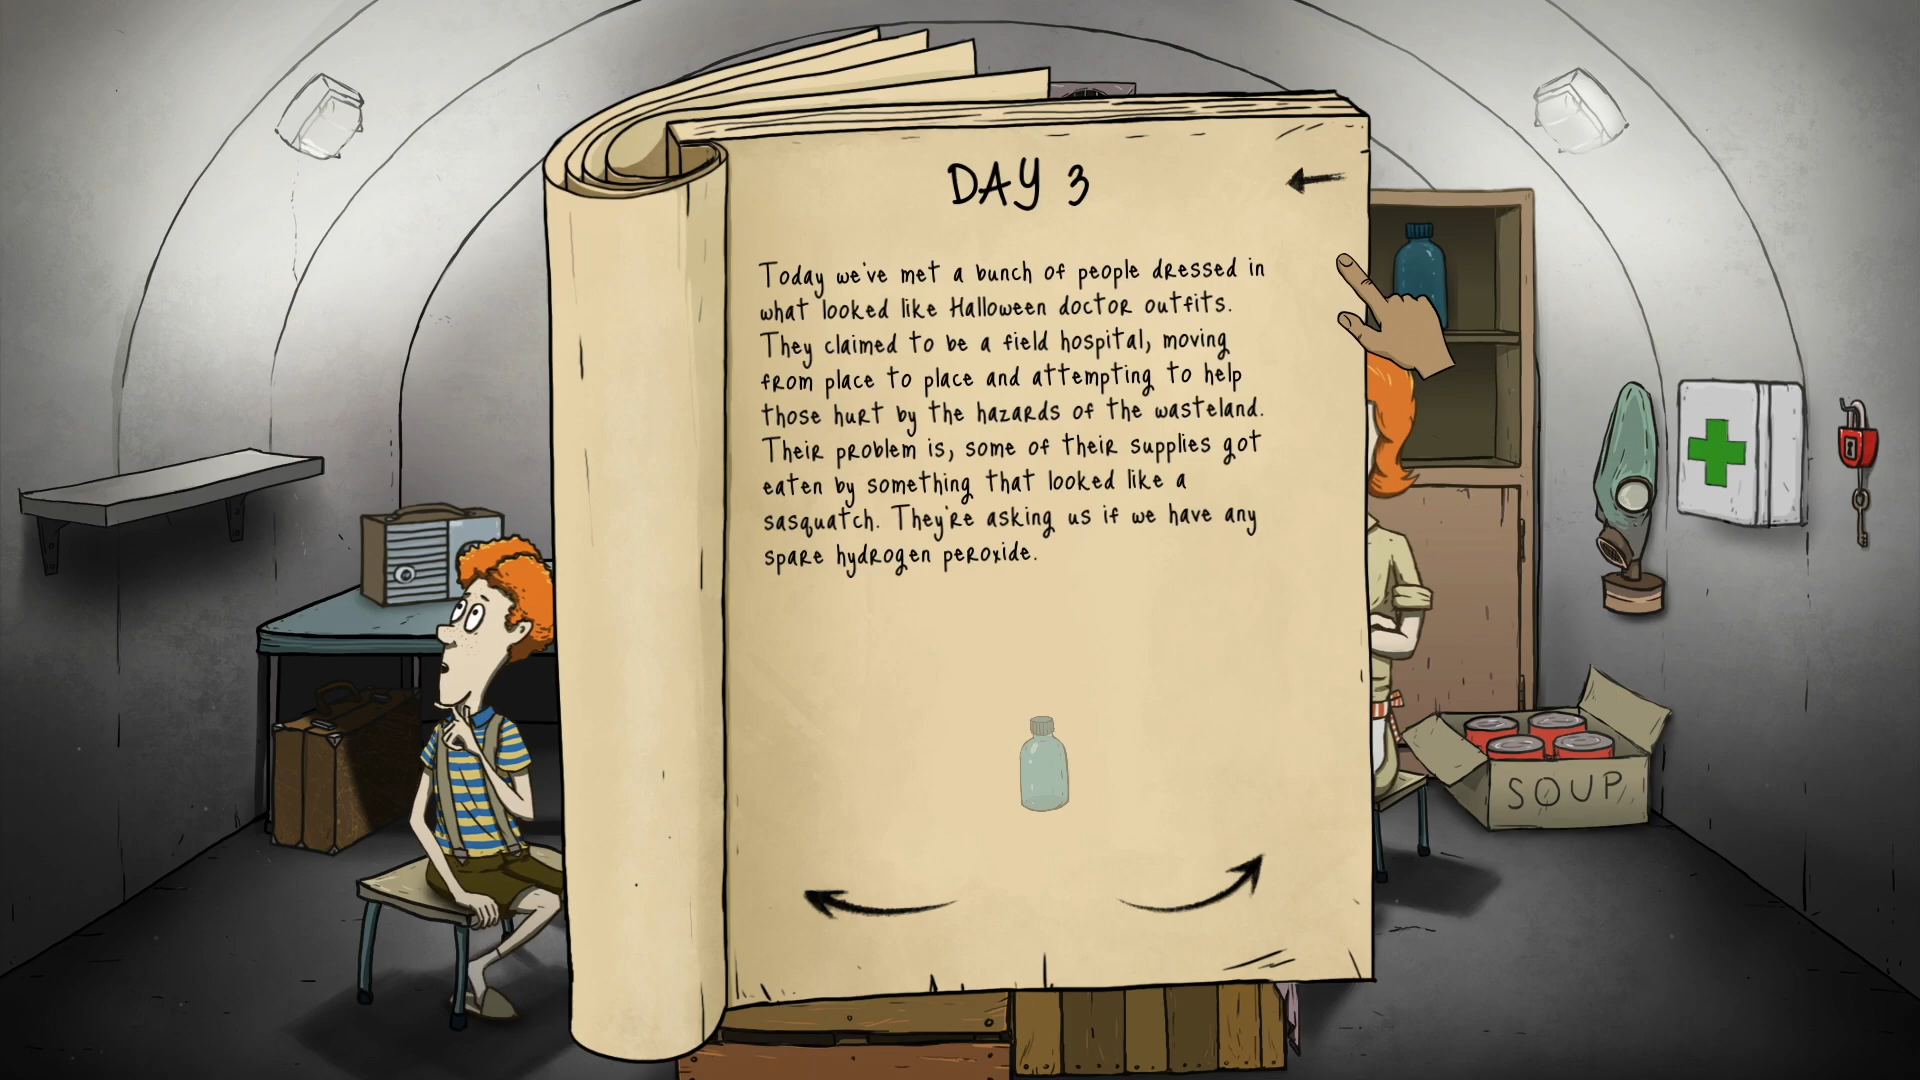 DAY 3
Today we've met a bunch of people dressed in
what looked like Halloween doctor outfits.
They claimed to be a field hospital, moving
from place to place and attempting to help
those hurt by the hazards of the wasteland.
Their problem is, some of their supplies got
eaten by something that looked like a
sasquatch. They're asking us if we have any
spare hydrogen peroxide.
SOUP